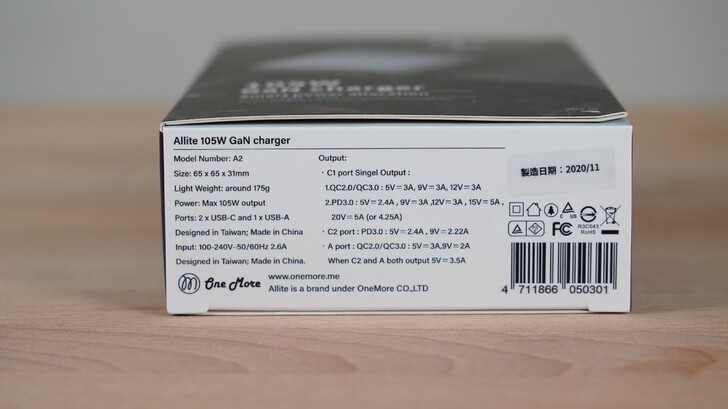 105W
GaN charger
Allite 105W GaN charger
Model Number: A2
Size: 65 x 65 x 31mm
Light Weight: around 175g
Power: Max 105W output
Ports: 2 x USB-C and 1 x USB-A
Designed in Taiwan; Made in China
Input: 100-240V~50/60Hz 2.6A
Designed in Taiwan; Made in China.
One More
www.onemore.me
Allite is a brand under OneMore CO.,LTD
Output:
· C1 port Singel Output :
1.QC2.0/QC3.0 : 5V⎓3A, 9V⎓3A, 12V⎓3A
2.PD3.0 : 5V⎓2.4A , 9V⎓3A,12V⎓3A , 15V⎓5A ,
20V⎓5A (or 4.25A)
· C2 port : PD3.0 : 5V⎓2.4A, 9V⎓2.22A
· A port : QC2.0/QC3.0 : 5V⎓3A,9V⎓2A
When C2 and A both output 5V⎓3.5A
製造日期：2020/11
C US
FC
R3C643
RoHS
4 711866 050301